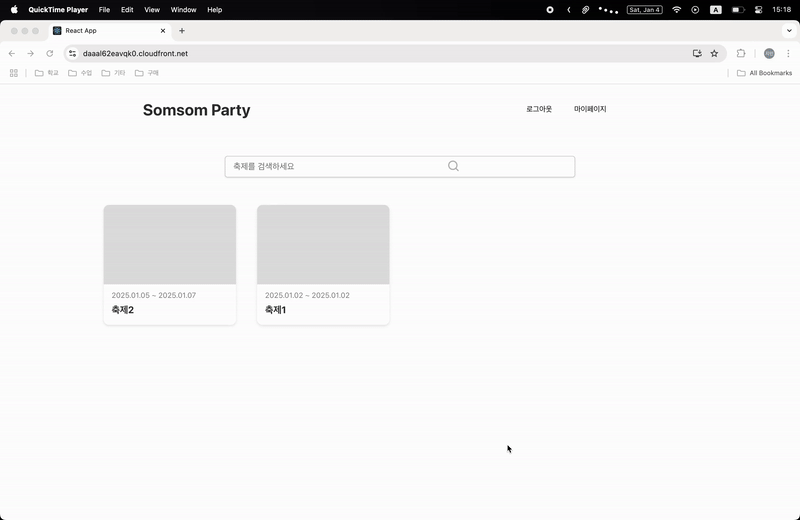 QuickTime Player File Edit View Window Help Sat, Jan 4 A 15:18
React App
daaal62eavqk0.cloudfront.net
학교 수업 기타 구매 All Bookmarks
Somsom Party 로그아웃 마이페이지
축제를 검색하세요
2025.01.05 ~ 2025.01.07 2025.01.02 ~ 2025.01.02
축제2 축제1